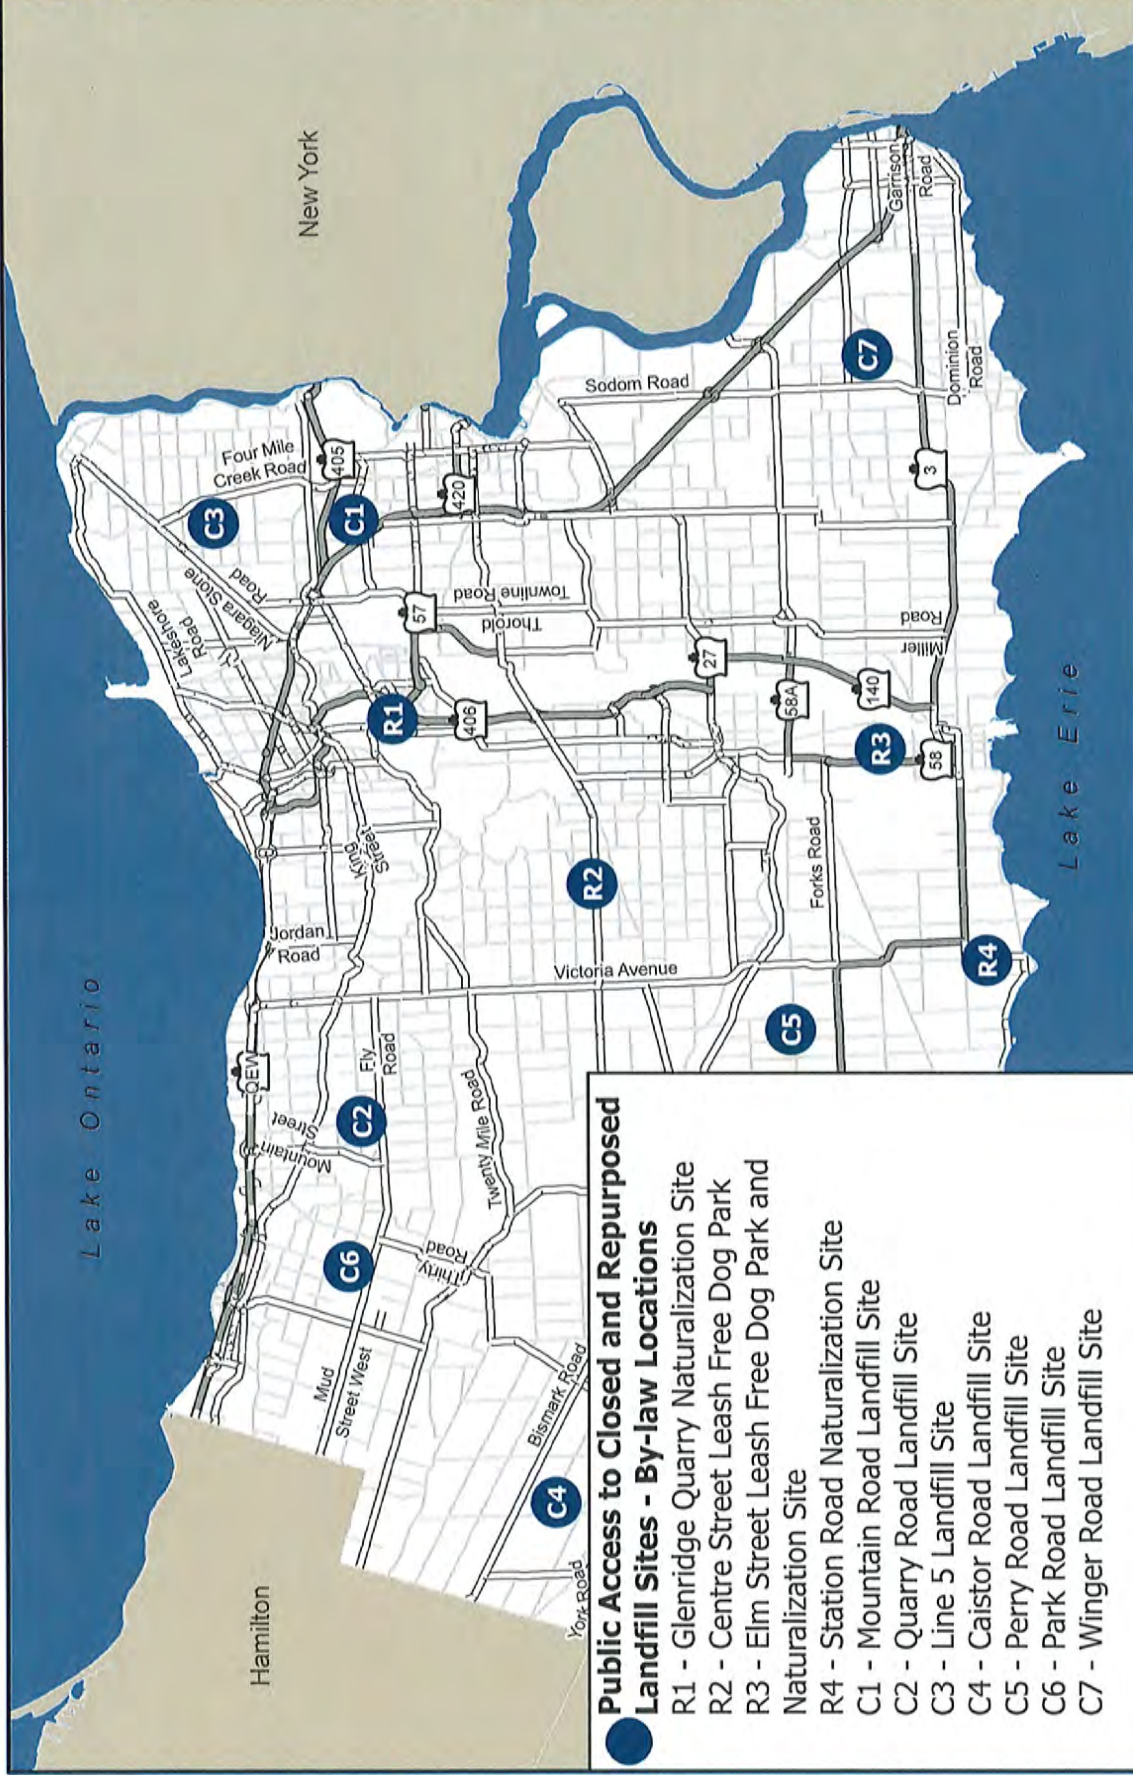 Lake Ontario
New York
Hamilton
Lake Erie
C3
Four Mile
Creek Road
405
C1
420
Lakeshore
Road
Niagara Stone
Road
57
Townline Road
Thorold
Sodom Road
Garrison
Road
C7
Dominion
Road
3
Miller
Road
27
58A
140
R1
406
R3
58
King
Street
Jordan
Road
R2
Forks Road
Victoria Avenue
R4
C5
QEW
Fly
Road
Mountain
Street
C2
Twenty Mile Road
C6
Thirty
Road
Mud
Street West
Bismark Road
C4
York Road
Public Access to Closed and Repurposed
Landfill Sites - By-law Locations
R1 - Glenridge Quarry Naturalization Site
R2 - Centre Street Leash Free Dog Park
R3 - Elm Street Leash Free Dog Park and
Naturalization Site
R4 - Station Road Naturalization Site
C1 - Mountain Road Landfill Site
C2 - Quarry Road Landfill Site
C3 - Line 5 Landfill Site
C4 - Caistor Road Landfill Site
C5 - Perry Road Landfill Site
C6 - Park Road Landfill Site
C7 - Winger Road Landfill Site